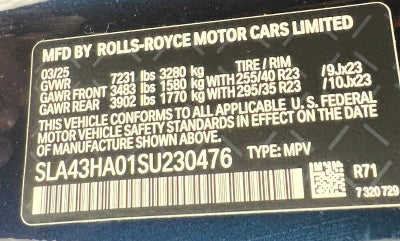 MFD BY ROLLS-ROYCE MOTOR CARS LIMITED
03/25 TIRE / RIM
GVWR 7231 lbs 3280 kg
GAWR FRONT 3483 lbs 1580 kg WITH 255/40 R23 /9Jx23
GAWR REAR 3902 lbs 1770 kg WITH 295/35 R23 /10Jx23
THIS VEHICLE CONFORMS TO ALL APPLICABLE U. S. FEDERAL
MOTOR VEHICLE SAFETY STANDARDS IN EFFECT ON THE DATE
OF MANUFACTURE SHOWN ABOVE.
SLA43HA01SU230476 TYPE: MPV
R71
7 320 729